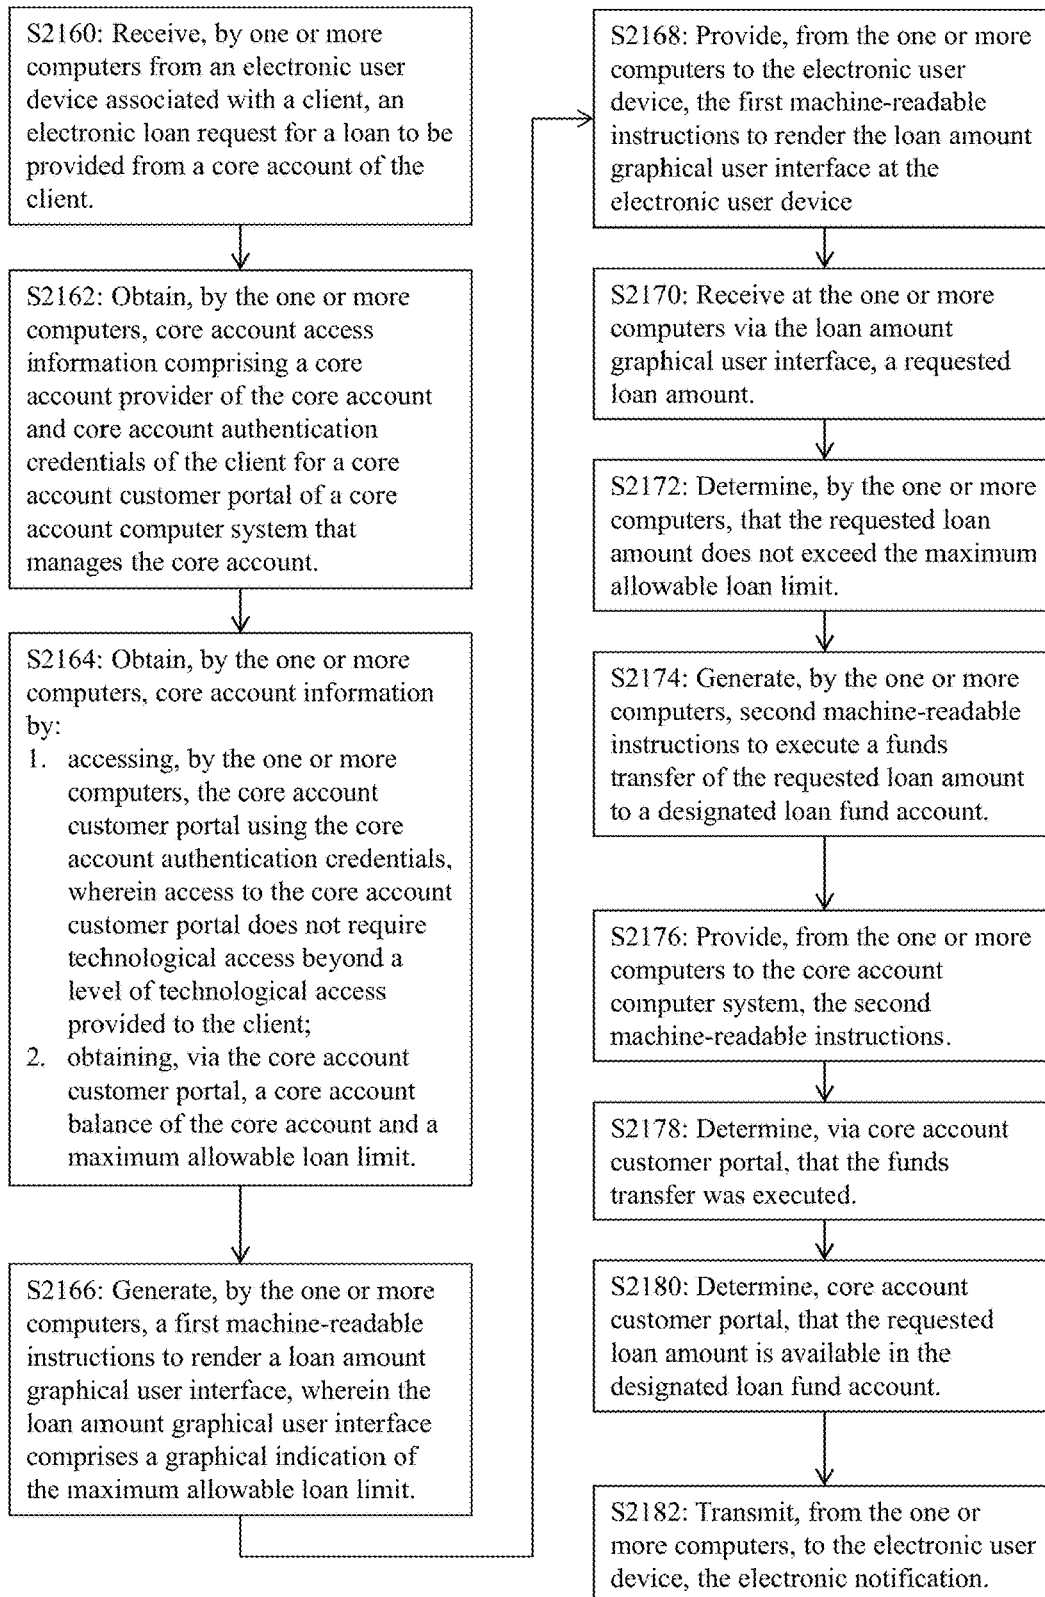 S2160: Receive, by one or more
computers from an electronic user
device associated with a client, an
electronic loan request for a loan to be
provided from a core account of the
client.
S2162: Obtain, by the one or more
computers, core account access
information comprising a core
account provider of the core account
and core account authentication
credentials of the client for a core
account customer portal of a core
account computer system that
manages the core account.
S2164: Obtain, by the one or more
computers, core account information
by:
1. accessing, by the one or more
computers, the core account
customer portal using the core
account authentication credentials,
wherein access to the core account
customer portal does not require
technological access beyond a
level of technological access
provided to the client;
2. obtaining, via the core account
customer portal, a core account
balance of the core account and a
maximum allowable loan limit.
S2166: Generate, by the one or more
computers, a first machine-readable
instructions to render a loan amount
graphical user interface, wherein the
loan amount graphical user interface
comprises a graphical indication of
the maximum allowable loan limit.
S2168: Provide, from the one or more
computers to the electronic user
device, the first machine-readable
instructions to render the loan amount
graphical user interface at the
electronic user device
S2170: Receive at the one or more
computers via the loan amount
graphical user interface, a requested
loan amount.
S2172: Determine, by the one or more
computers, that the requested loan
amount does not exceed the maximum
allowable loan limit.
S2174: Generate, by the one or more
computers, second machine-readable
instructions to execute a funds
transfer of the requested loan amount
to a designated loan fund account.
S2176: Provide, from the one or more
computers to the core account
computer system, the second
machine-readable instructions.
S2178: Determine, via core account
customer portal, that the funds
transfer was executed.
S2180: Determine, core account
customer portal, that the requested
loan amount is available in the
designated loan fund account.
S2182: Transmit, from the one or
more computers, to the electronic user
device, the electronic notification.